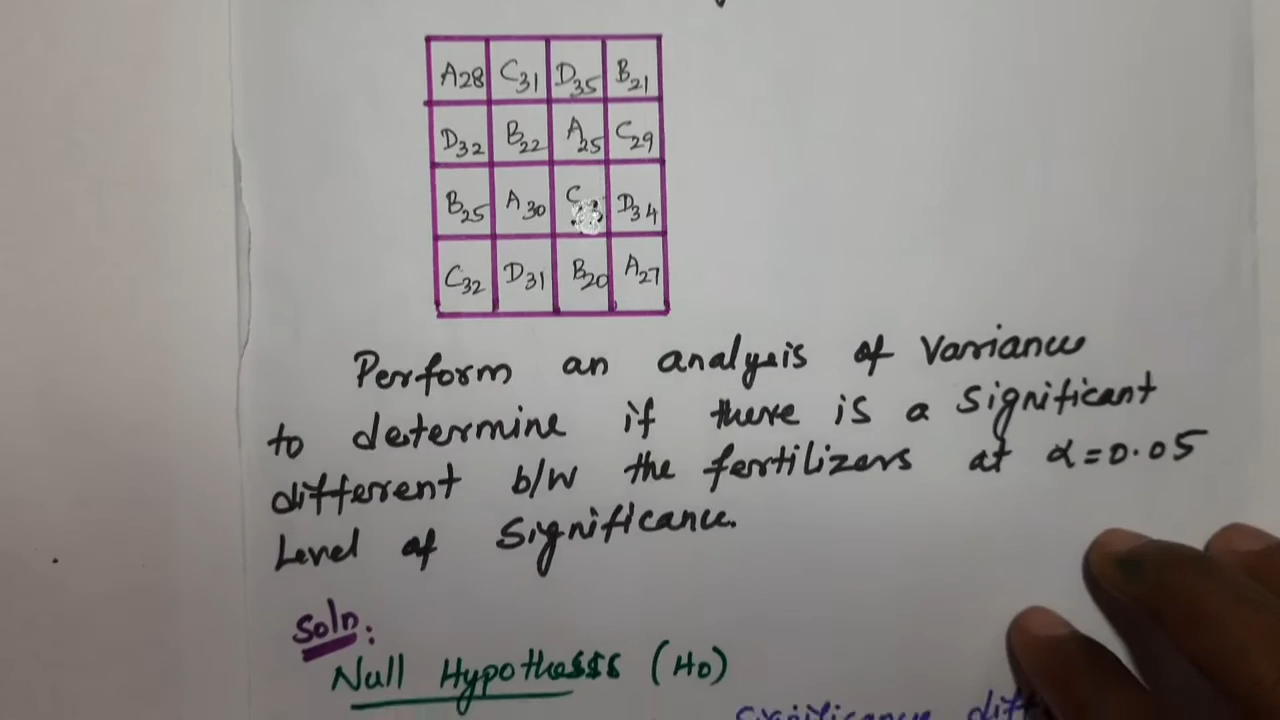 A28 C31 D35 B21
D32 B22 A25 C29
B25 A30 C D34
C32 D31 B20 A27
Perform an analysis of Variance
to determine if there is a significant
different b/w the fertilizers at α=0.05
Level of Significance.
Soln:
Null Hypothesis (H0)